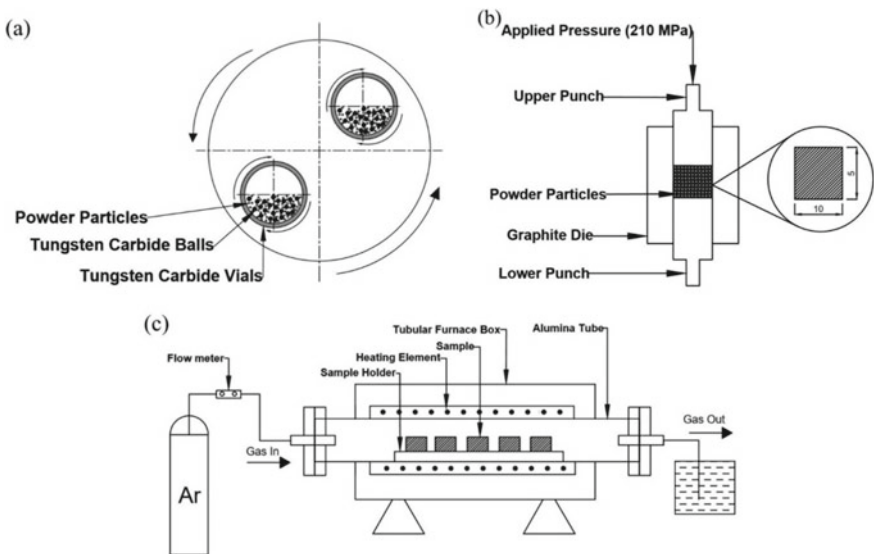 (a)
Powder Particles
Tungsten Carbide Balls
Tungsten Carbide Vials
(b)
Applied Pressure (210 MPa)
Upper Punch
Powder Particles
Graphite Die
Lower Punch
5
10
(c)
Tubular Furnace Box
Alumina Tube
Sample
Heating Element
Flow meter
Sample Holder
Gas In
Gas Out
Ar